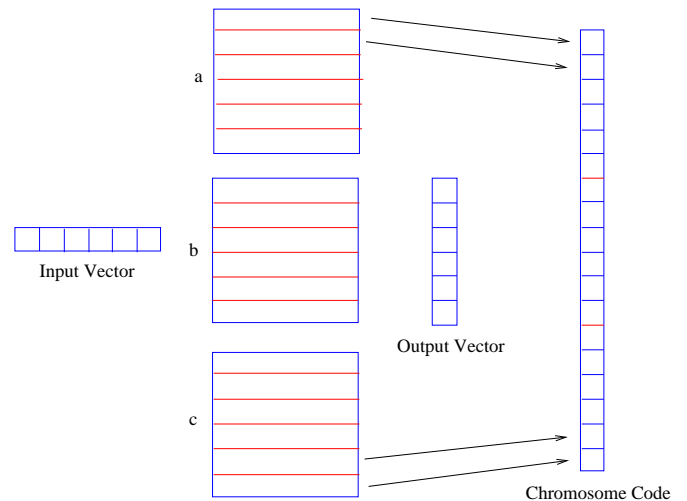 a
b
Input Vector
Output Vector
c
Chromosome Code